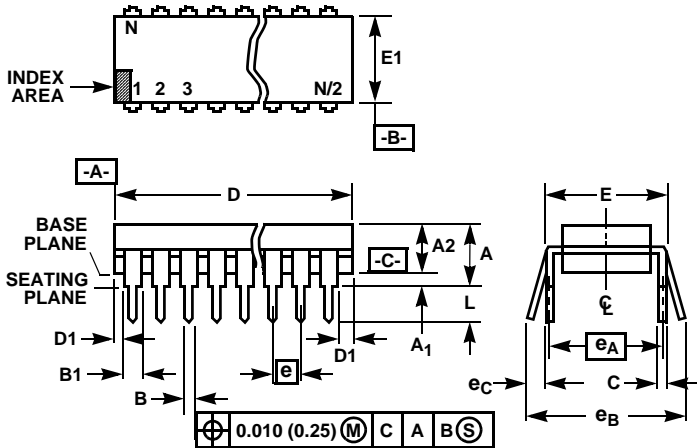 N
E1
INDEX
AREA
1 2 3 N/2
-B-
-A-
D
E
BASE
PLANE
A2
A
-C-
SEATING
PLANE
L
C
L
D1
D1
A1
eA
B1
e
eC
C
B
eB
0.010 (0.25) M C A B S